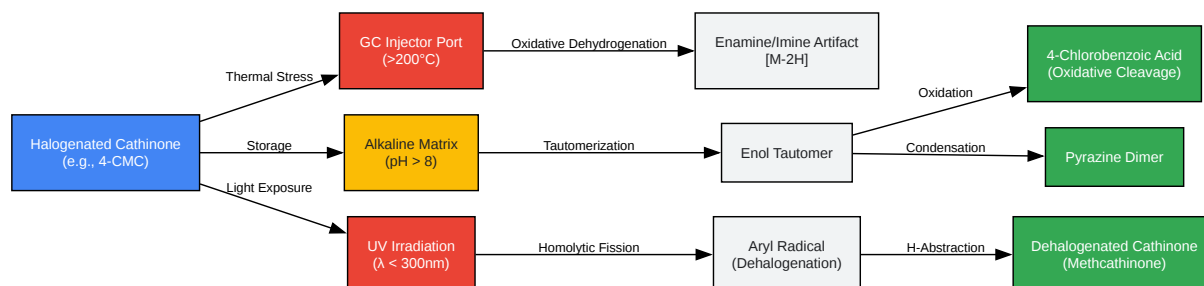 GC Injector Port
(>200°C)
Oxidative Dehydrogenation
Enamine/Imine Artifact
[M-2H]
4-Chlorobenzoic Acid
(Oxidative Cleavage)
Thermal Stress
Oxidation
Halogenated Cathinone
(e.g., 4-CMC)
Storage
Alkaline Matrix
(pH > 8)
Tautomerization
Enol Tautomer
Condensation
Pyrazine Dimer
Light Exposure
UV Irradiation
(λ < 300nm)
Homolytic Fission
Aryl Radical
(Dehalogenation)
H-Abstraction
Dehalogenated Cathinone
(Methcathinone)